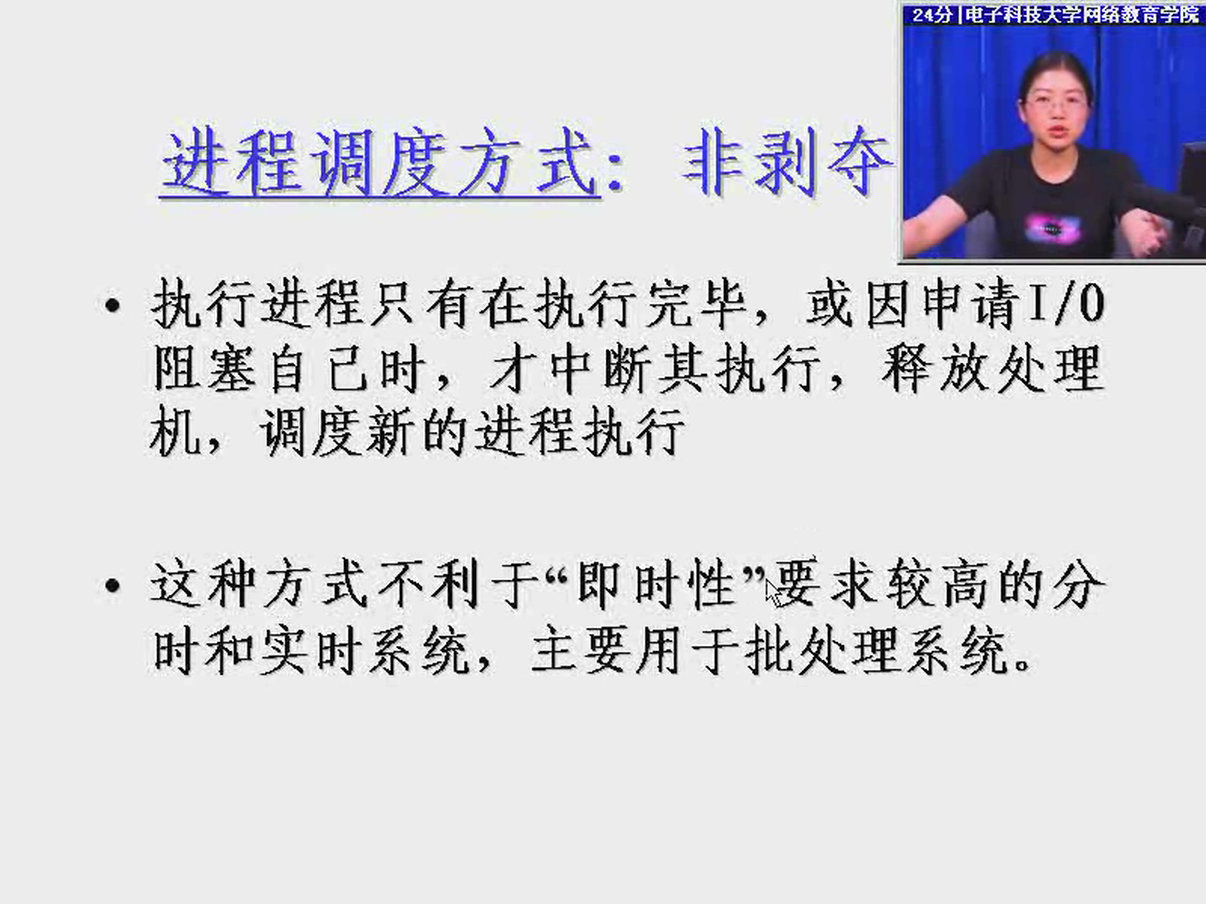 24分|电子科技大学网络教育学院
进程调度方式：非剥夺
• 执行进程只有在执行完毕，或因申请I/O
阻塞自己时，才中断其执行，释放处理
机，调度新的进程执行
• 这种方式不利于“即时性”要求较高的分
时和实时系统，主要用于批处理系统。